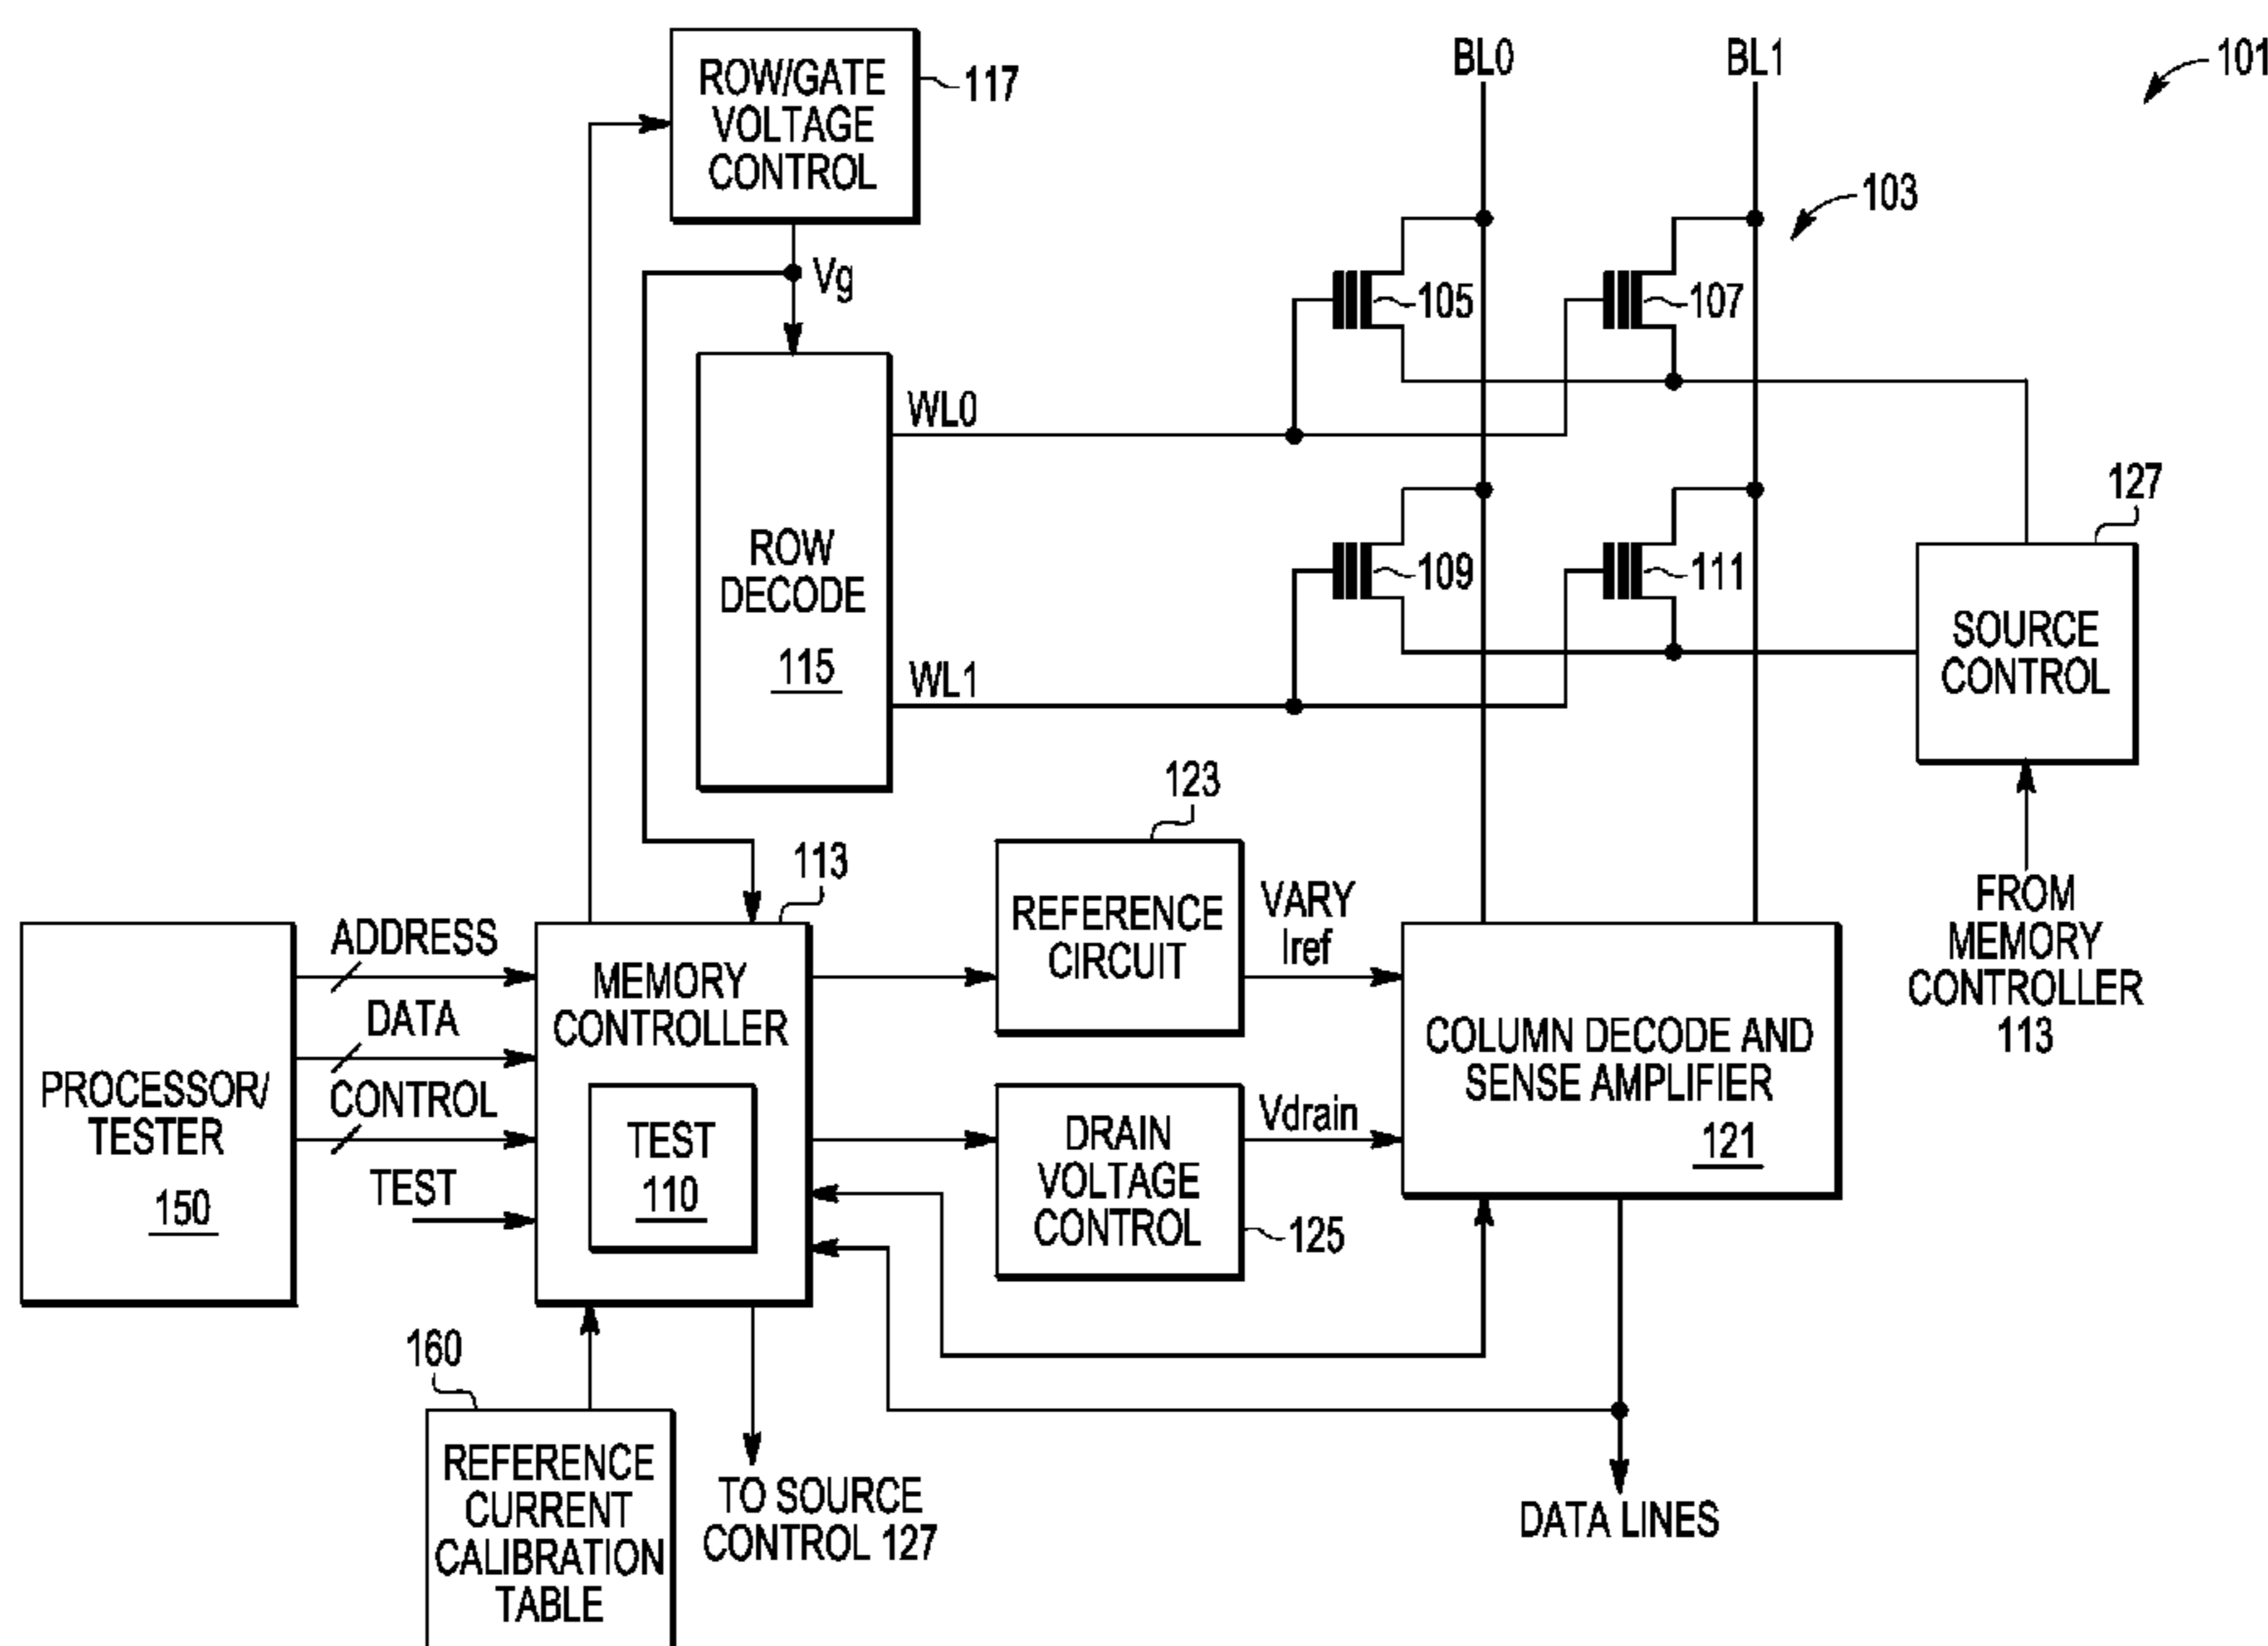 ROW/GATE
VOLTAGE
CONTROL
117
BL0
BL1
101
103
Vg
105
107
WL0
ROW
DECODE
115
109
111
127
SOURCE
CONTROL
WL1
123
113
REFERENCE
CIRCUIT
VARY
Iref
FROM
MEMORY
CONTROLLER
113
ADDRESS
DATA
CONTROL
TEST
PROCESSOR/
TESTER
150
MEMORY
CONTROLLER
TEST
110
DRAIN
VOLTAGE
CONTROL
125
Vdrain
COLUMN DECODE AND
SENSE AMPLIFIER
121
160
REFERENCE
CURRENT
CALIBRATION
TABLE
TO SOURCE
CONTROL 127
DATA LINES